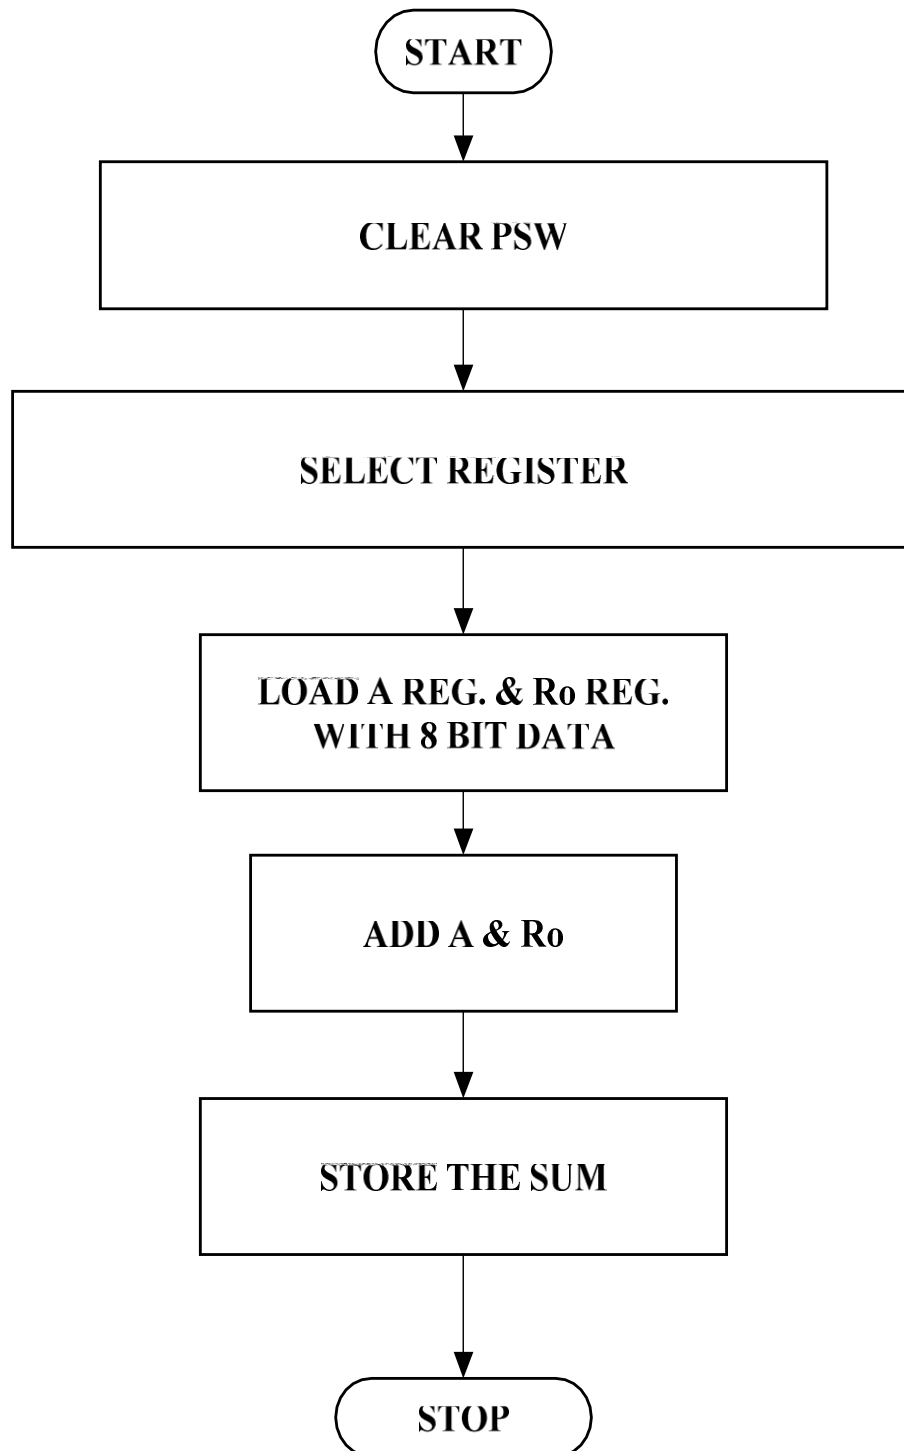 START
CLEAR PSW
SELECT REGISTER
LOAD A REG. & Ro REG.
WITH 8 BIT DATA
ADD A & Ro
STORE THE SUM
STOP